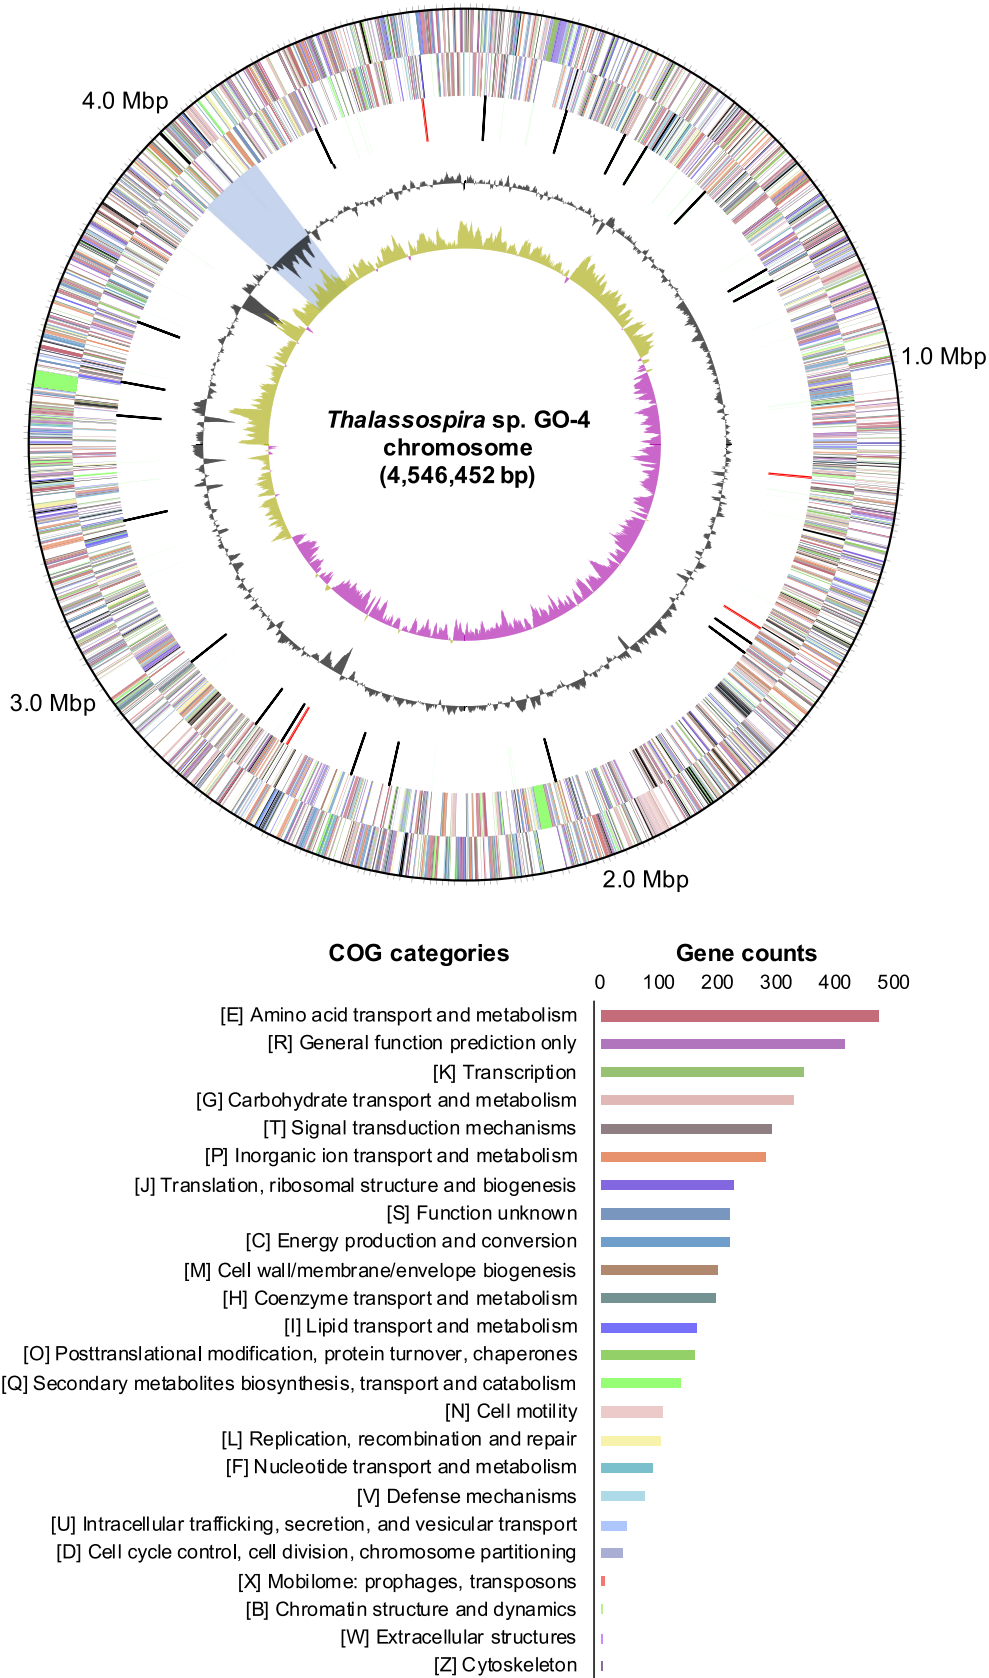 4.0 Mbp
1.0 Mbp
Thalassospira sp. GO-4
chromosome
(4,546,452 bp)
3.0 Mbp
2.0 Mbp
COG categories Gene counts
0 100 200 300 400 500
[E] Amino acid transport and metabolism
[R] General function prediction only
[K] Transcription
[G] Carbohydrate transport and metabolism
[T] Signal transduction mechanisms
[P] Inorganic ion transport and metabolism
[J] Translation, ribosomal structure and biogenesis
[S] Function unknown
[C] Energy production and conversion
[M] Cell wall/membrane/envelope biogenesis
[H] Coenzyme transport and metabolism
[I] Lipid transport and metabolism
[O] Posttranslational modification, protein turnover, chaperones
[Q] Secondary metabolites biosynthesis, transport and catabolism
[N] Cell motility
[L] Replication, recombination and repair
[F] Nucleotide transport and metabolism
[V] Defense mechanisms
[U] Intracellular trafficking, secretion, and vesicular transport
[D] Cell cycle control, cell division, chromosome partitioning
[X] Mobilome: prophages, transposons
[B] Chromatin structure and dynamics
[W] Extracellular structures
[Z] Cytoskeleton